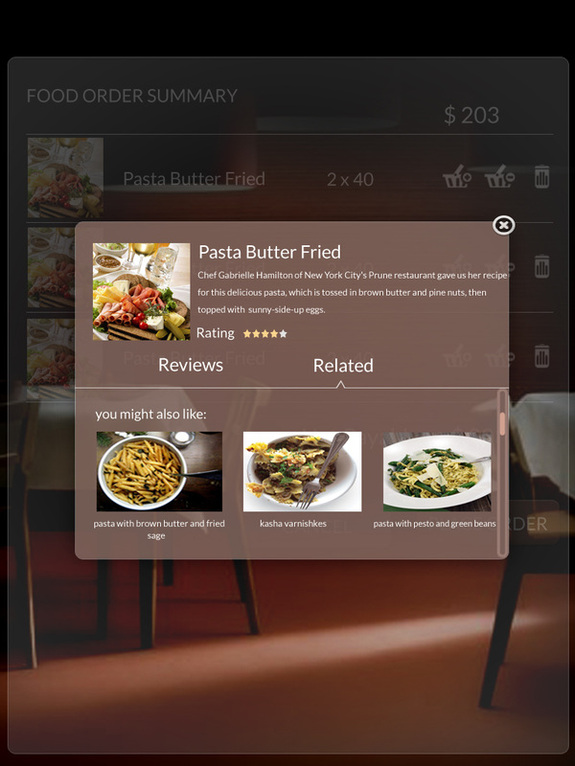 FOOD ORDER SUMMARY
$ 203
Pasta Butter Fried 2 x 40
Pasta Butter Fried
Chef Gabrielle Hamilton of New York City's Prune restaurant gave us her recipe
for this delicious pasta, which is tossed in brown butter and pine nuts, then
topped with sunny-side-up eggs.
Rating
Pasta Butter Fried
Reviews Related
you might also like:
pasta with brown butter and fried
sage
kasha varnishkes
pasta with pesto and green beans
RDER